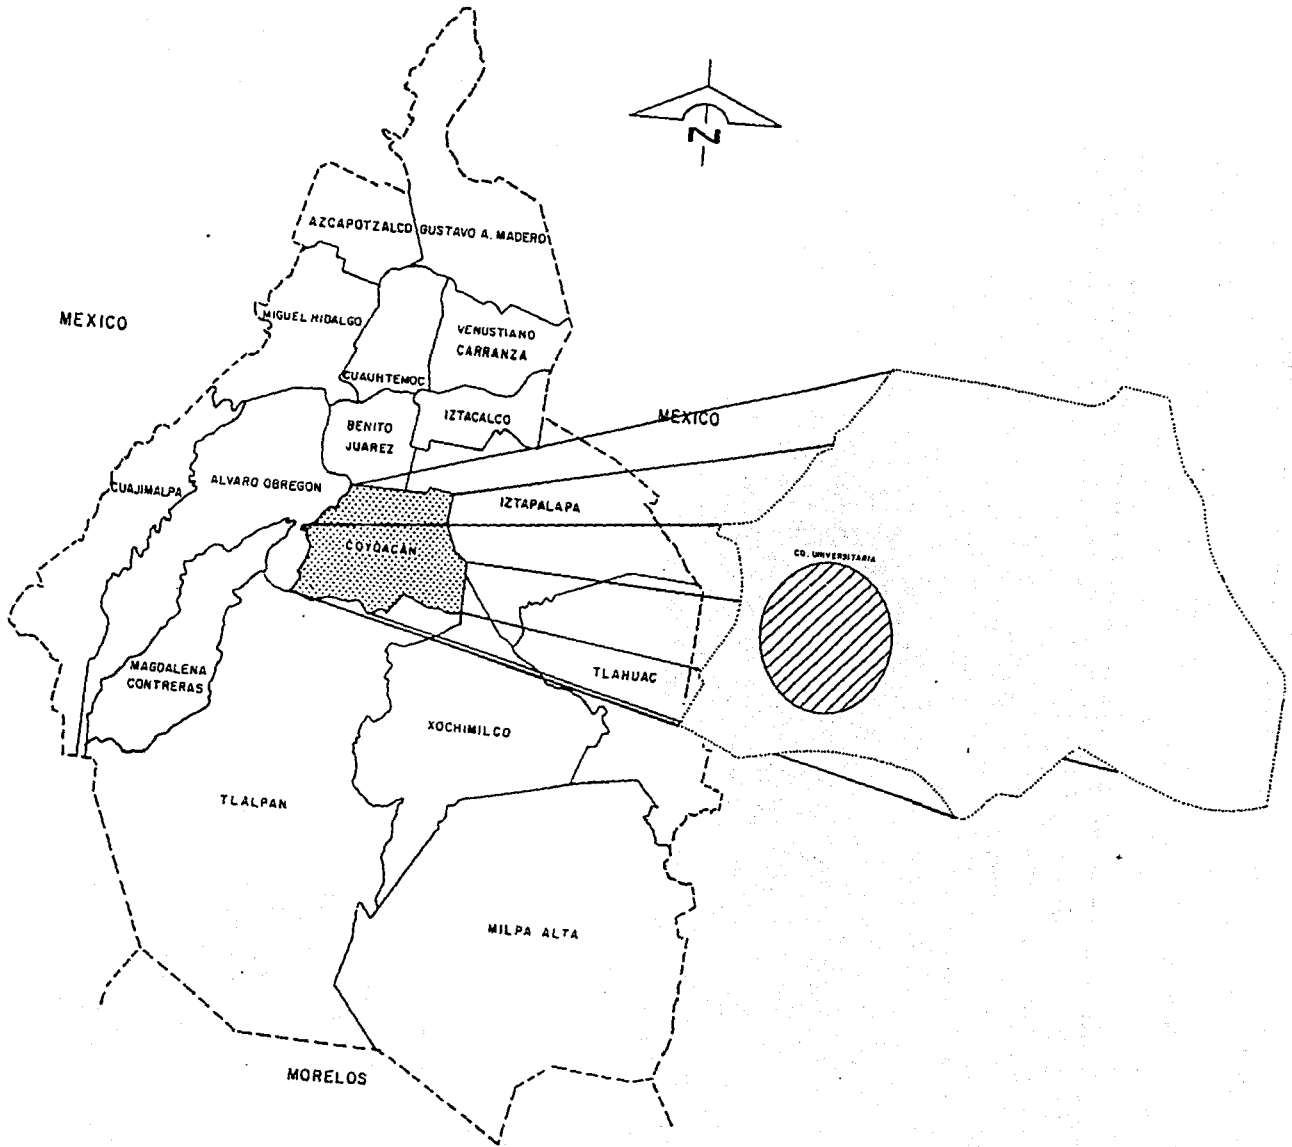 N
AZCAPOTZALCO
GUSTAVO A. MADERO
MEXICO
MIGUEL HIDALGO
VENUSTIANO
CARRANZA
CUAUHTEMOC
IZTACALCO
MEXICO
BENITO
JUAREZ
CUAJIMALPA
ALVARO OBREGON
IZTAPALAPA
COYOACÁN
CD. UNIVERSITARIA
MAGDALENA
CONTRERAS
TLAHUAC
XOCHIMILCO
TLALPAN
MILPA ALTA
MORELOS